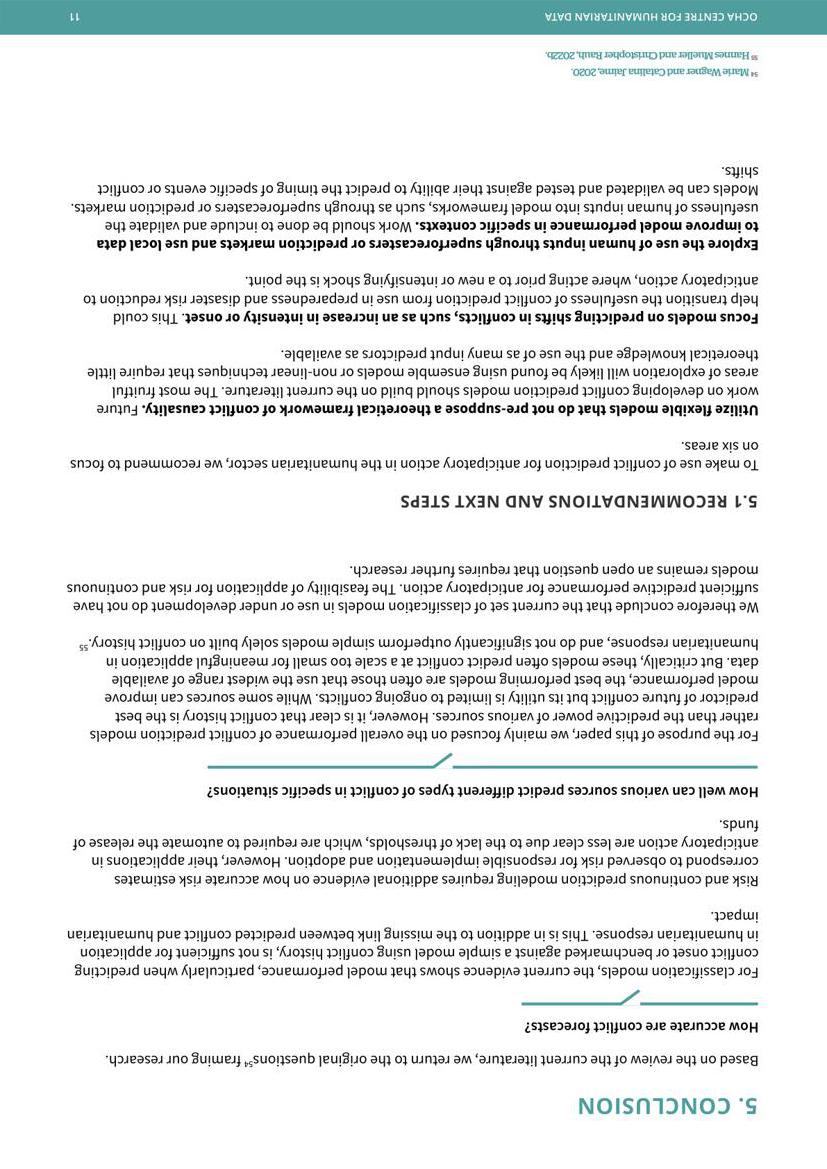 5. CONCLUSION
Based on the review of the current literature, we return to the original questions⁵⁴ framing our research.
How accurate are conflict forecasts?
For classification models, the current evidence shows that model performance, particularly when predicting
conflict onset or benchmarked against a simple model using conflict history, is not sufficient for application
in humanitarian response. This is in addition to the missing link between predicted conflict and humanitarian
impact.
Risk and continuous prediction modeling requires additional evidence on how accurate risk estimates
correspond to observed risk for responsible implementation and adoption. However, their applications in
anticipatory action are less clear due to the lack of thresholds, which are required to automate the release of
funds.
How well can various sources predict different types of conflict in specific situations?
For the purpose of this paper, we mainly focused on the overall performance of conflict prediction models
rather than the predictive power of various sources. However, it is clear that conflict history is the best
predictor of future conflict but its utility is limited to ongoing conflicts. While some sources can improve
model performance, the best performing models are often those that use the widest range of available
data. But critically, these models often predict conflict at a scale too small for meaningful application in
humanitarian response, and do not significantly outperform simple models solely built on conflict history.⁵⁵
We therefore conclude that the current set of classification models in use or under development do not have
sufficient predictive performance for anticipatory action. The feasibility of application for risk and continuous
models remains an open question that requires further research.
5.1 RECOMMENDATIONS AND NEXT STEPS
To make use of conflict prediction for anticipatory action in the humanitarian sector, we recommend to focus
on six areas.
Utilize flexible models that do not pre-suppose a theoretical framework of conflict causality. Future
work on developing conflict prediction models should build on the current literature. The most fruitful
areas of exploration will likely be found using ensemble models or non-linear techniques that require little
theoretical knowledge and the use of as many input predictors as available.
Focus models on predicting shifts in conflicts, such as an increase in intensity or onset. This could
help transition the usefulness of conflict prediction from use in preparedness and disaster risk reduction to
anticipatory action, where acting prior to a new or intensifying shock is the point.
Explore the use of human inputs through superforecasters or prediction markets and use local data
to improve model performance in specific contexts. Work should be done to include and validate the
usefulness of human inputs into model frameworks, such as through superforecasters or prediction markets.
Models can be validated and tested against their ability to predict the timing of specific events or conflict
shifts.
⁵⁴ Marie Wagner and Catalina Jaime, 2020.
⁵⁵ Hannes Mueller and Christopher Rauh, 2022b.
OCHA CENTRE FOR HUMANITARIAN DATA
11